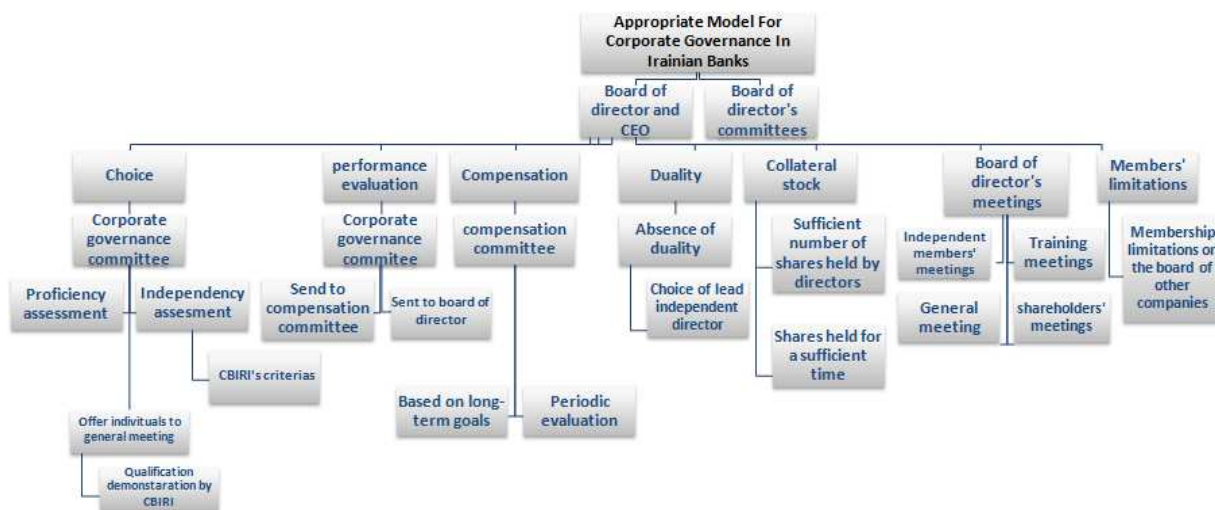 Appropriate Model For
Corporate Governance In
Irainian Banks
Board of
director and
CEO
Board of
director's
committees
Choice
performance
evaluation
Compensation
Duality
Collateral
stock
Board of
director's
meetings
Members'
limitations
Corporate
governance
committee
Corporate
governance
commitee
compensation
committee
Absence of
duality
Sufficient
number of
shares held by
directors
Independent
members'
meetings
Training
meetings
Membership
limitations on
the board of
other
companies
Proficiency
assessment
Independency
assesment
Send to
compensation
committee
Sent to board of
director
Choice of lead
independent
director
General
meeting
shareholders'
meetings
CBIRI's criterias
Shares held for
a sufficient
time
Based on long-
term goals
Periodic
evaluation
Offer individuals to
general meeting
Qualification
demonstaration by
CBIRI